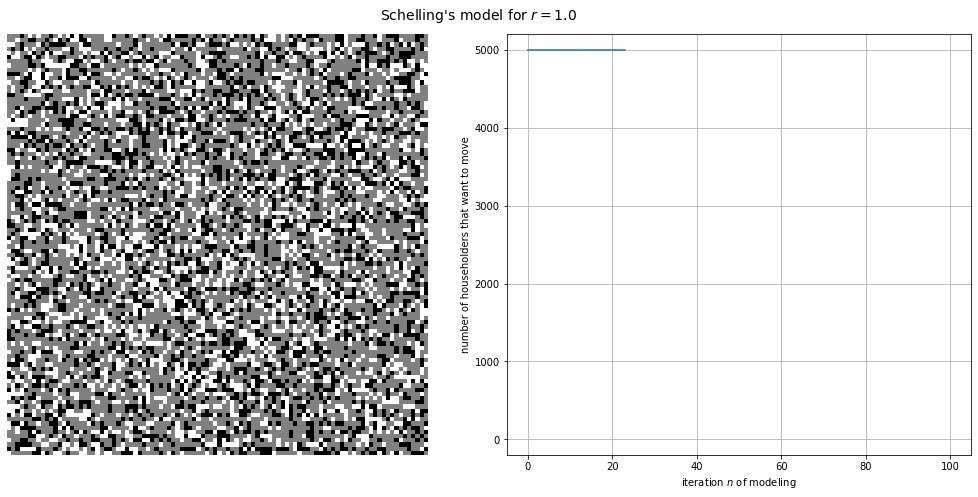 Schelling's model for r = 1.0
number of householders that want to move
5000
4000
3000
2000
1000
0
0 20 40 60 80 100
iteration n of modeling